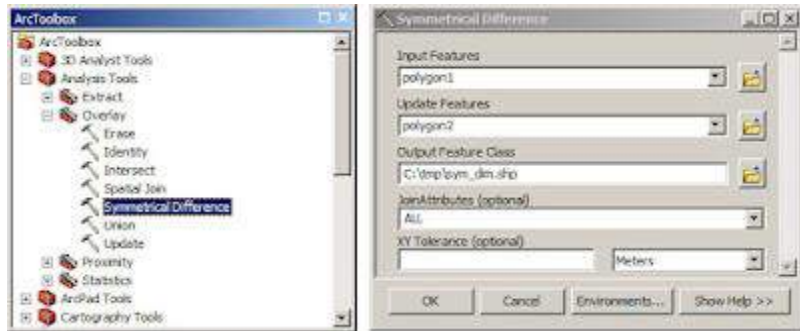 ArcToolbox
ArcToolbox
3D Analyst Tools
Analysis Tools
Extract
Overlay
Erase
Identity
Intersect
Spatial Join
Symmetrical Difference
Union
Update
Proximity
Statistics
ArcPad Tools
Cartography Tools
Symmetrical Difference
Input Features
polygon1
Update Features
polygon2
Output Feature Class
C:\tmp\sym_dim.shp
JoinAttributes (optional)
ALL
XY Tolerance (optional)
Meters
OK
Cancel
Environments...
Show Help >>